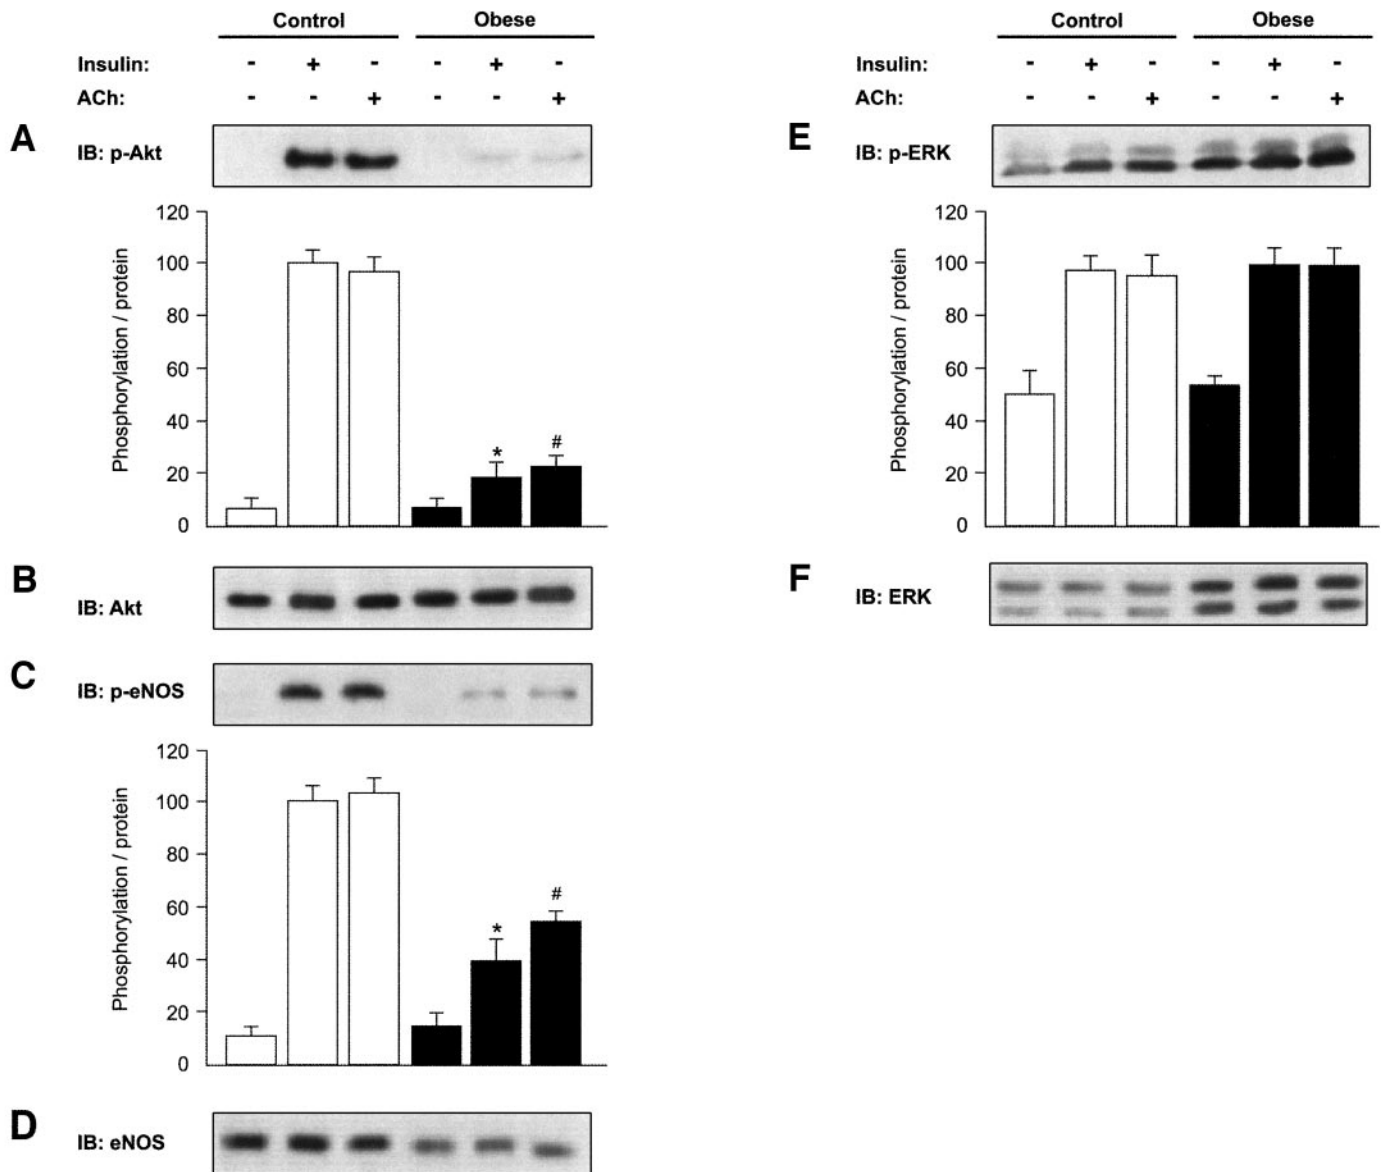 Control Obese
Insulin: - + - - + -
ACh: - - + - - +
A IB: p-Akt
120
100
80
60
40
20
0
Phosphorylation / protein
* #
B IB: Akt
C IB: p-eNOS
120
100
80
60
40
20
0
Phosphorylation / protein
* #
D IB: eNOS
Control Obese
Insulin: - + - - + -
ACh: - - + - - +
E IB: p-ERK
120
100
80
60
40
20
0
Phosphorylation / protein
F IB: ERK